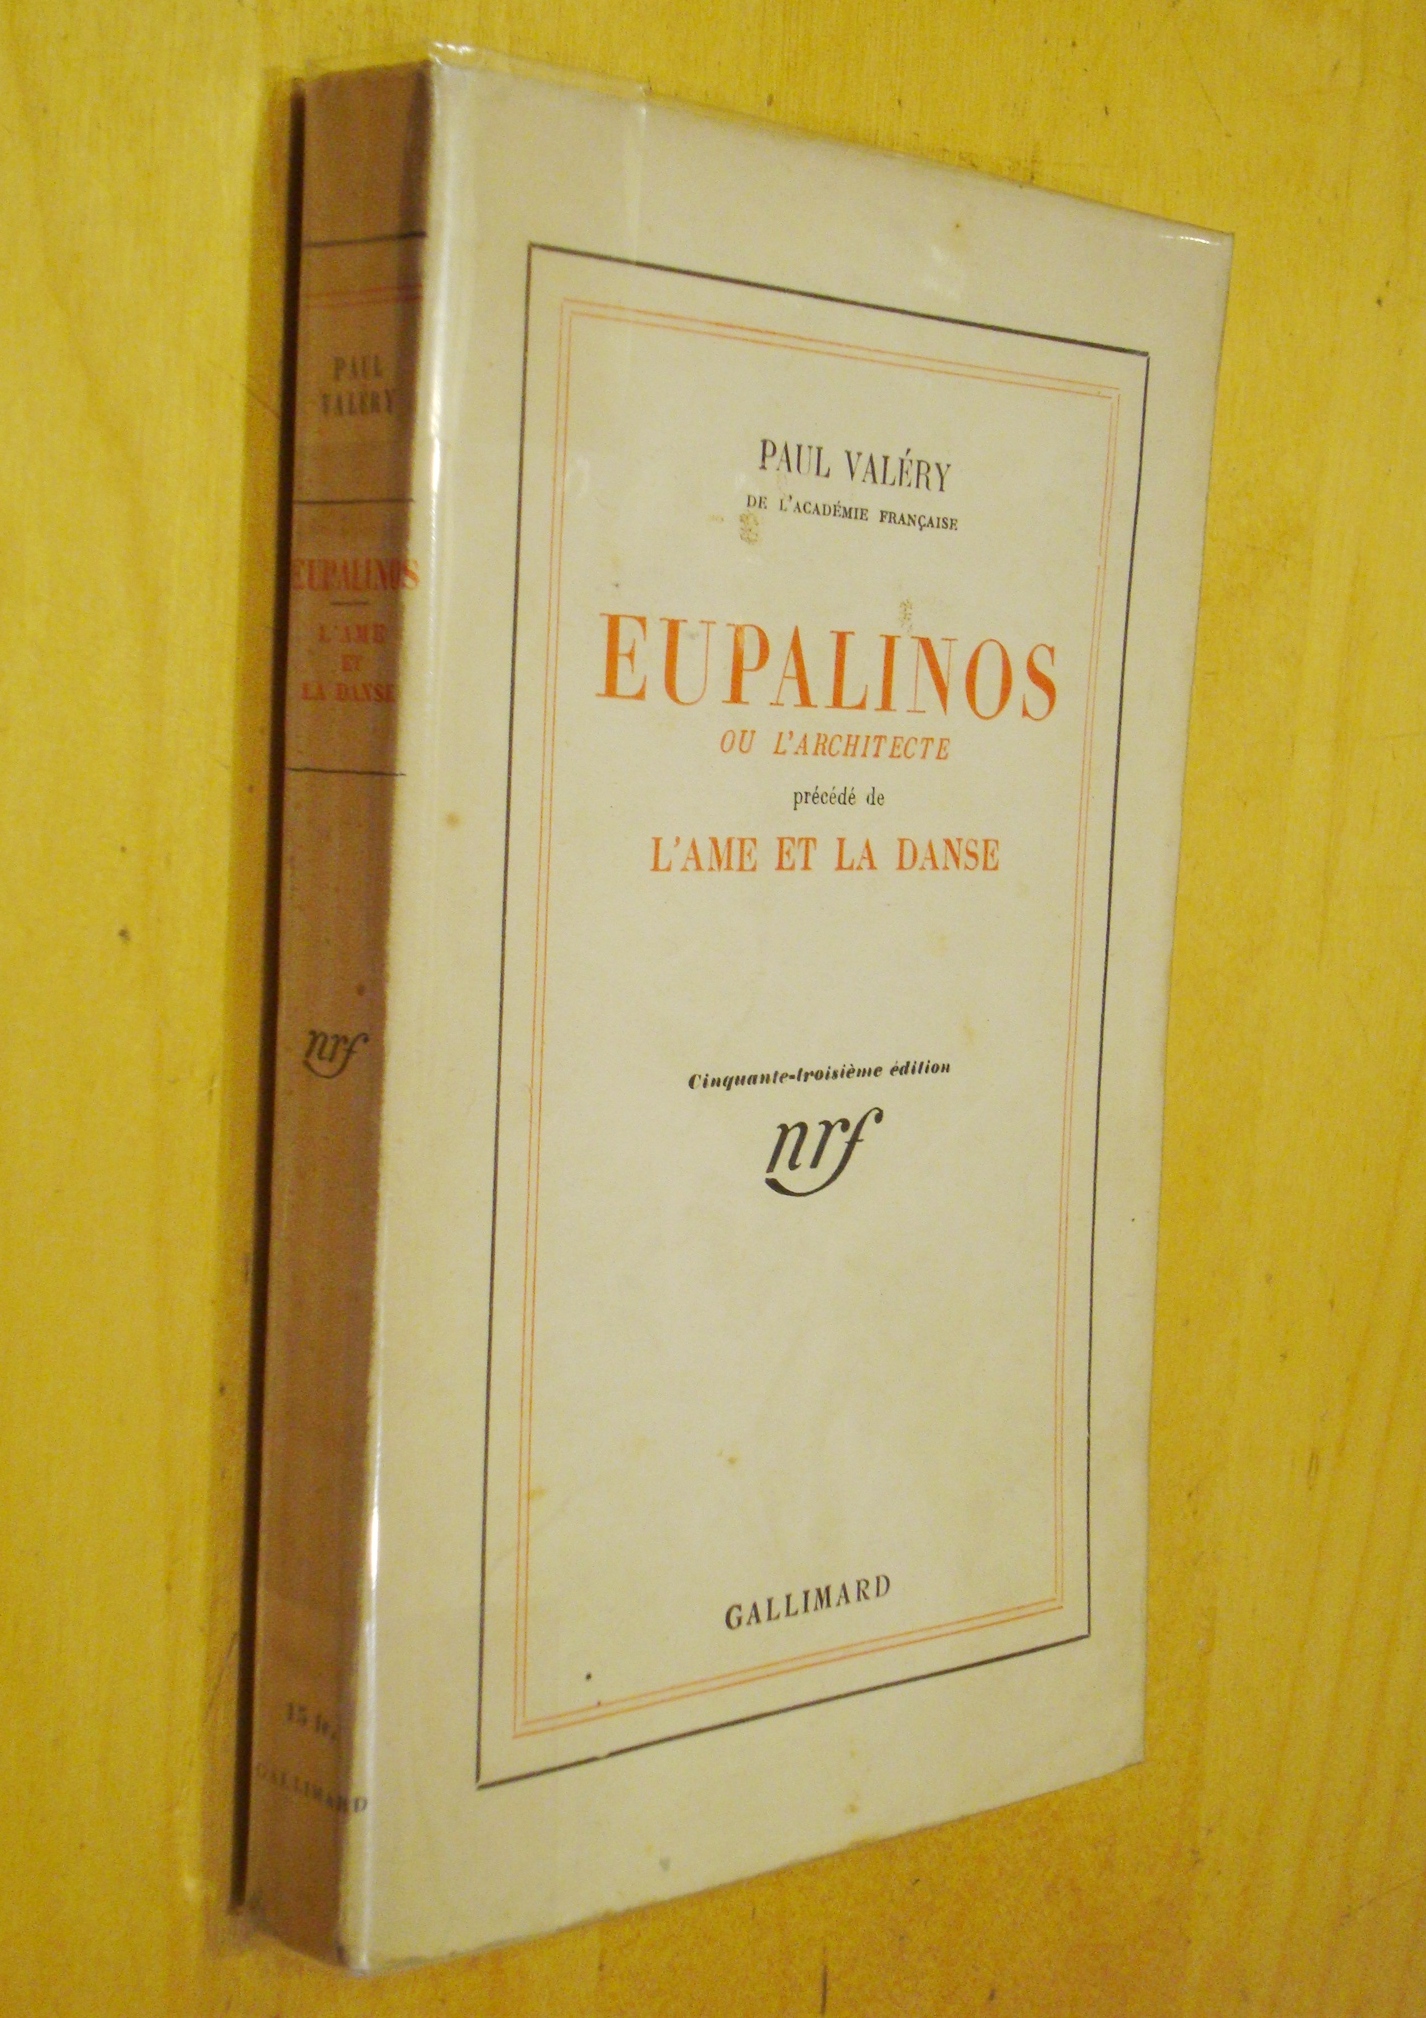 PAUL
VALÉRY
EUPALINOS
L'AME
ET
LA DANSE
nrf
GALLIMARD
PAUL VALÉRY
DE L'ACADÉMIE FRANÇAISE
EUPALINOS
OU L'ARCHITECTE
précédé de
L'AME ET LA DANSE
Cinquante-troisième édition
nrf
GALLIMARD